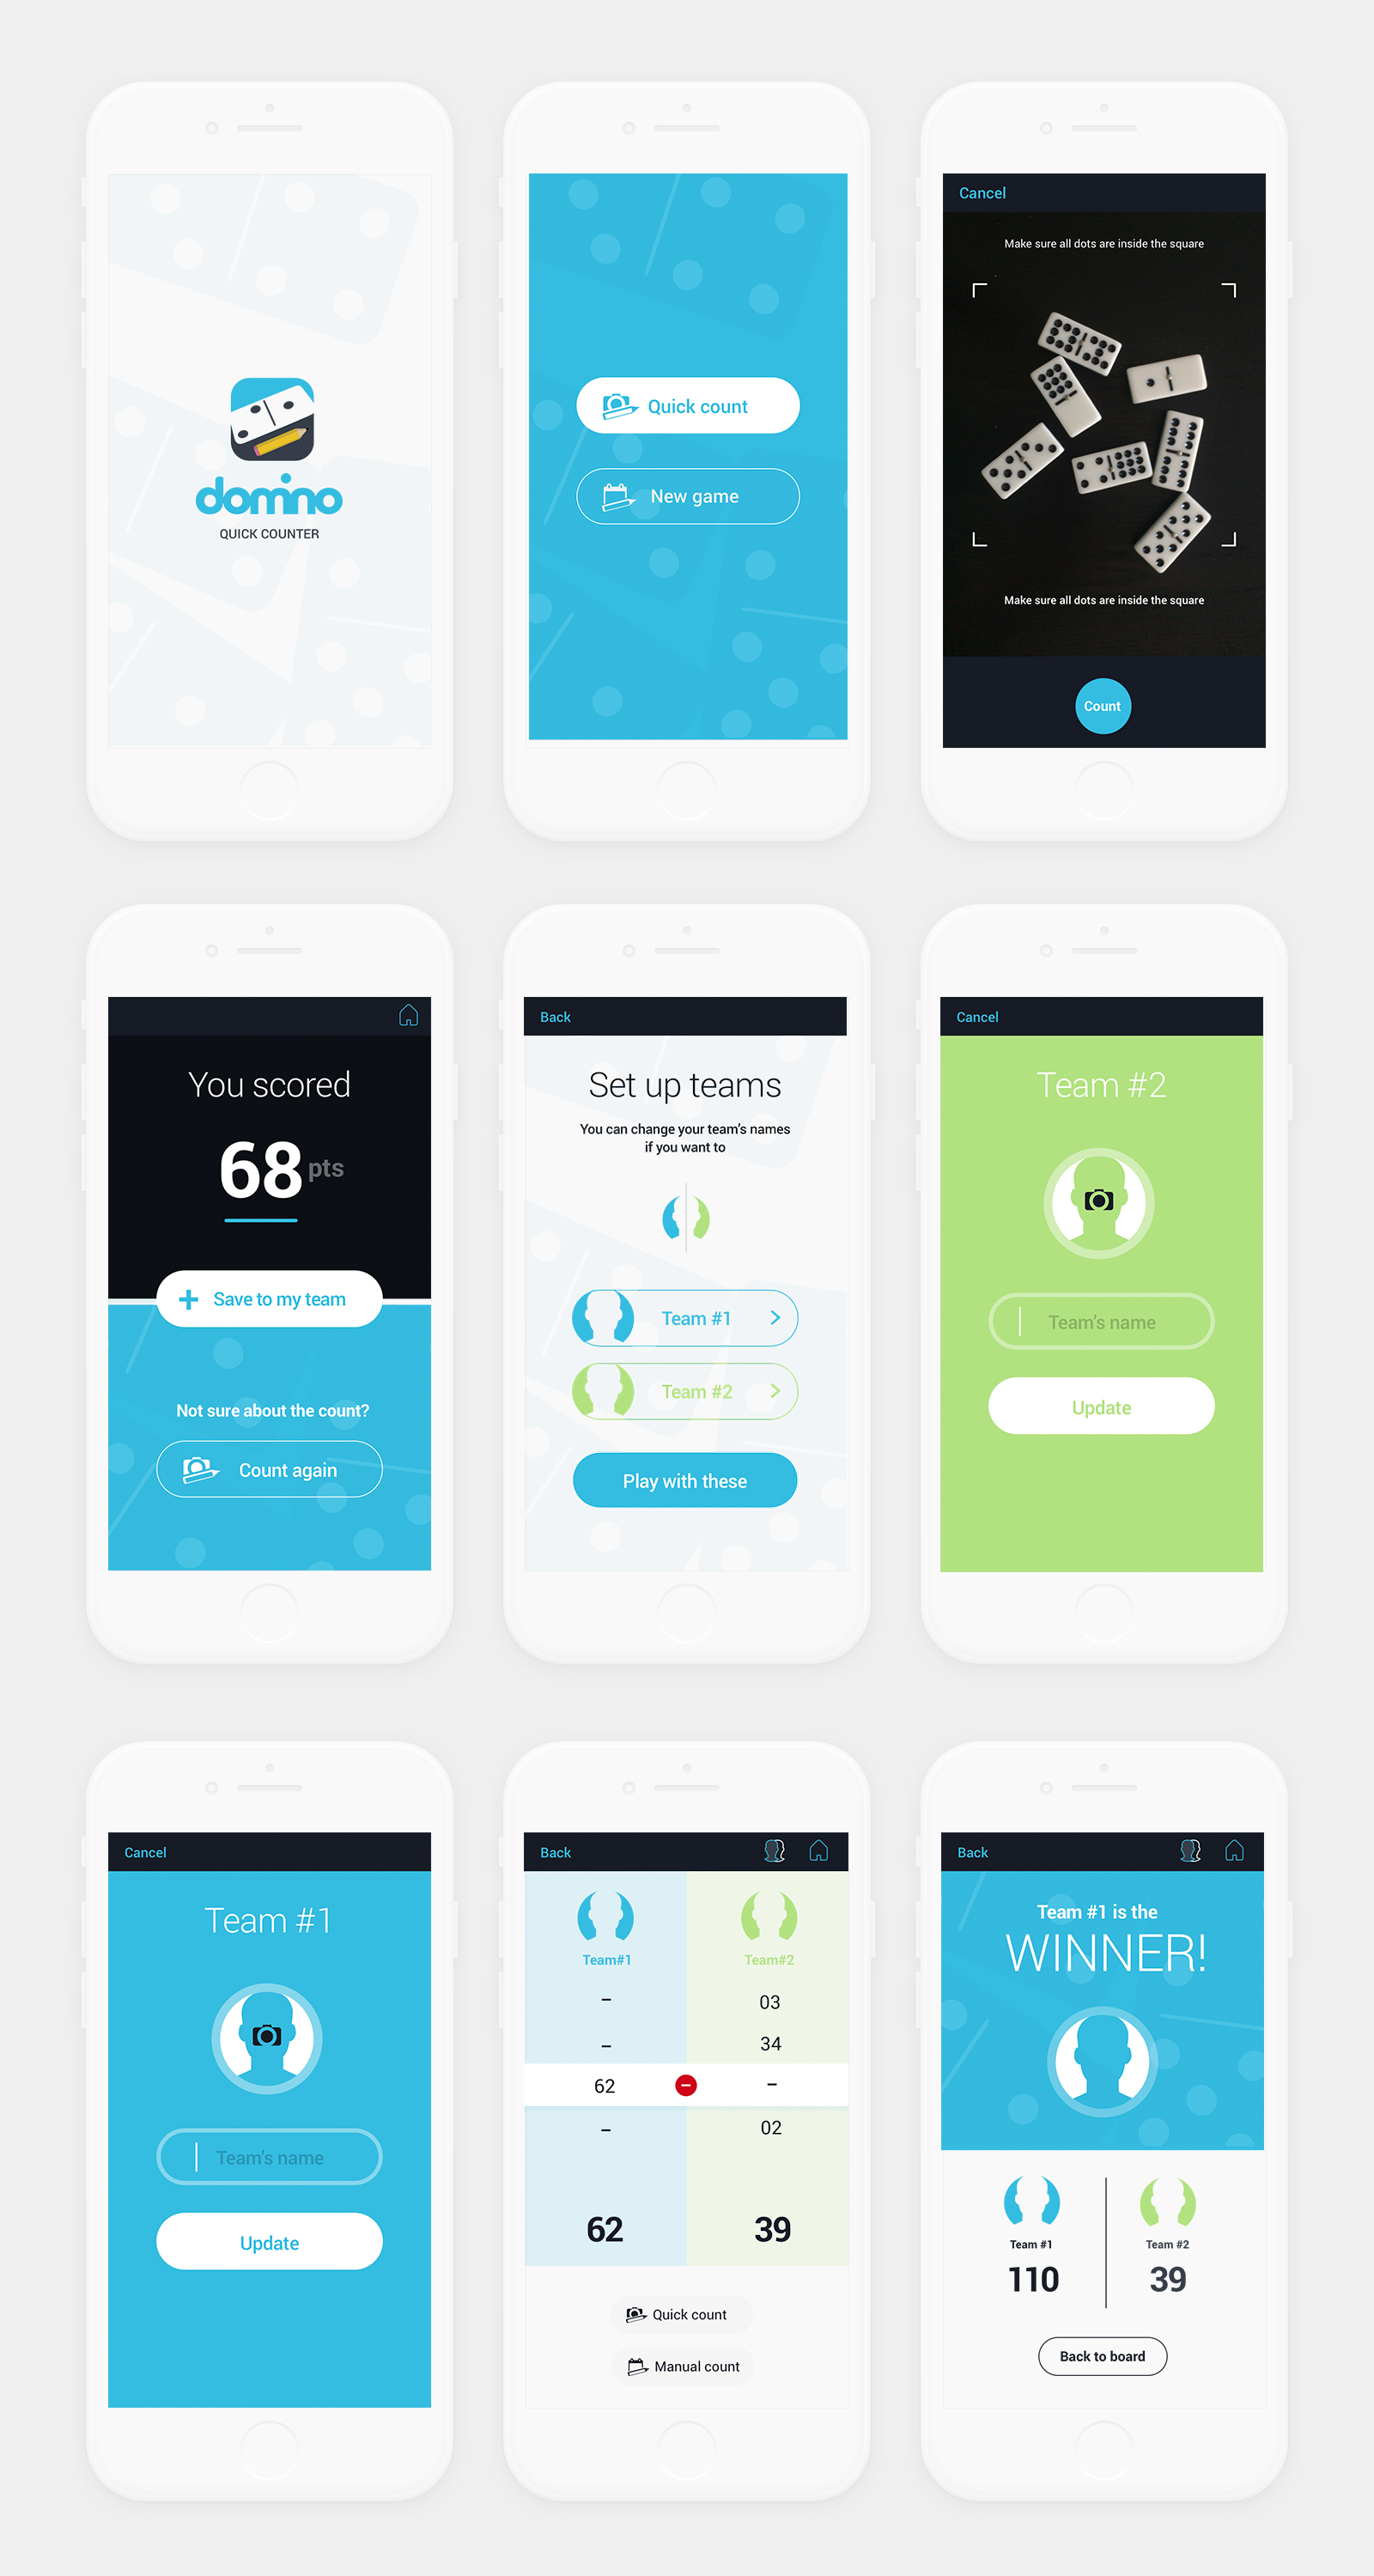 domino
QUICK COUNTER
Quick count
New game
Cancel
Make sure all dots are inside the square
Make sure all dots are inside the square
Count
You scored
68 pts
+ Save to my team
Not sure about the count?
Count again
Back
Set up teams
You can change your team's names
if you want to
Team #1 >
Team #2 >
Play with these
Cancel
Team #2
Team's name
Update
Cancel
Team #1
Team's name
Update
Back
Team#1 Team#2
– 03
– 34
62 –
– 02
62 39
Quick count
Manual count
Back
Team #1 is the
WINNER!
Team #1 Team #2
110 39
Back to board